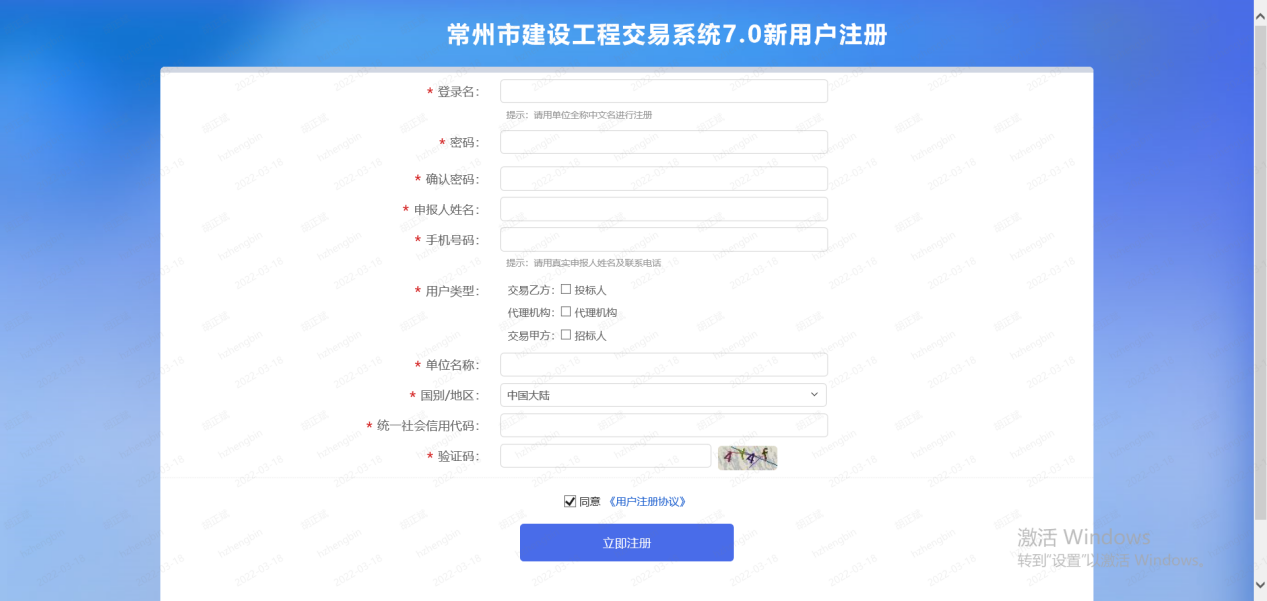 常州市建设工程交易系统7.0新用户注册
* 登录名：
提示：请用单位全称中文名进行注册
* 密码：
* 确认密码：
* 申报人姓名：
* 手机号码：
提示：请用真实申报人姓名及联系电话
* 用户类型： 交易乙方： 投标人
代理机构： 代理机构
交易甲方： 招标人
* 单位名称：
* 国别/地区： 中国大陆
* 统一社会信用代码：
* 验证码：
同意 《用户注册协议》
立即注册
激活 Windows
转到"设置"以激活 Windows。
hzhengbin
2022-03-18